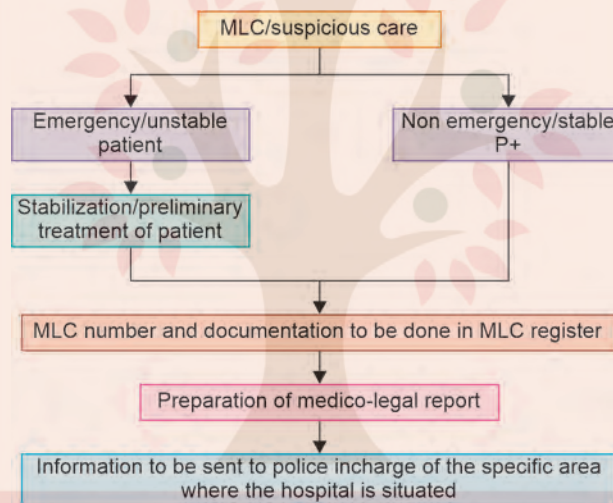 MLC/suspicious care
Emergency/unstable
patient
Non emergency/stable
P+
Stabilization/preliminary
treatment of patient
MLC number and documentation to be done in MLC register
Preparation of medico-legal report
Information to be sent to police incharge of the specific area
where the hospital is situated